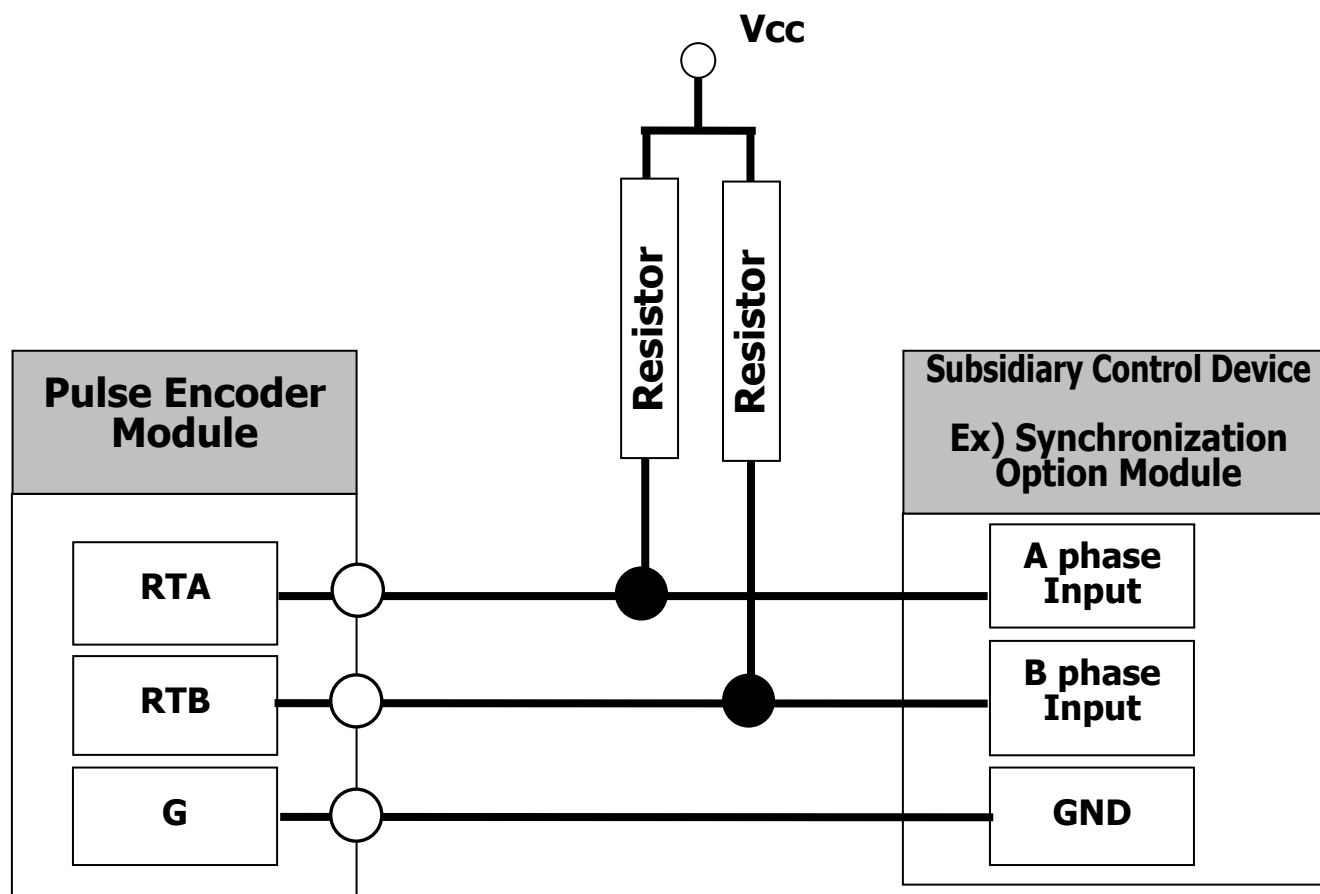 Vcc
Resistor
Resistor
Pulse Encoder
Module
RTA
RTB
G
Subsidiary Control Device
Ex) Synchronization
Option Module
A phase
Input
B phase
Input
GND